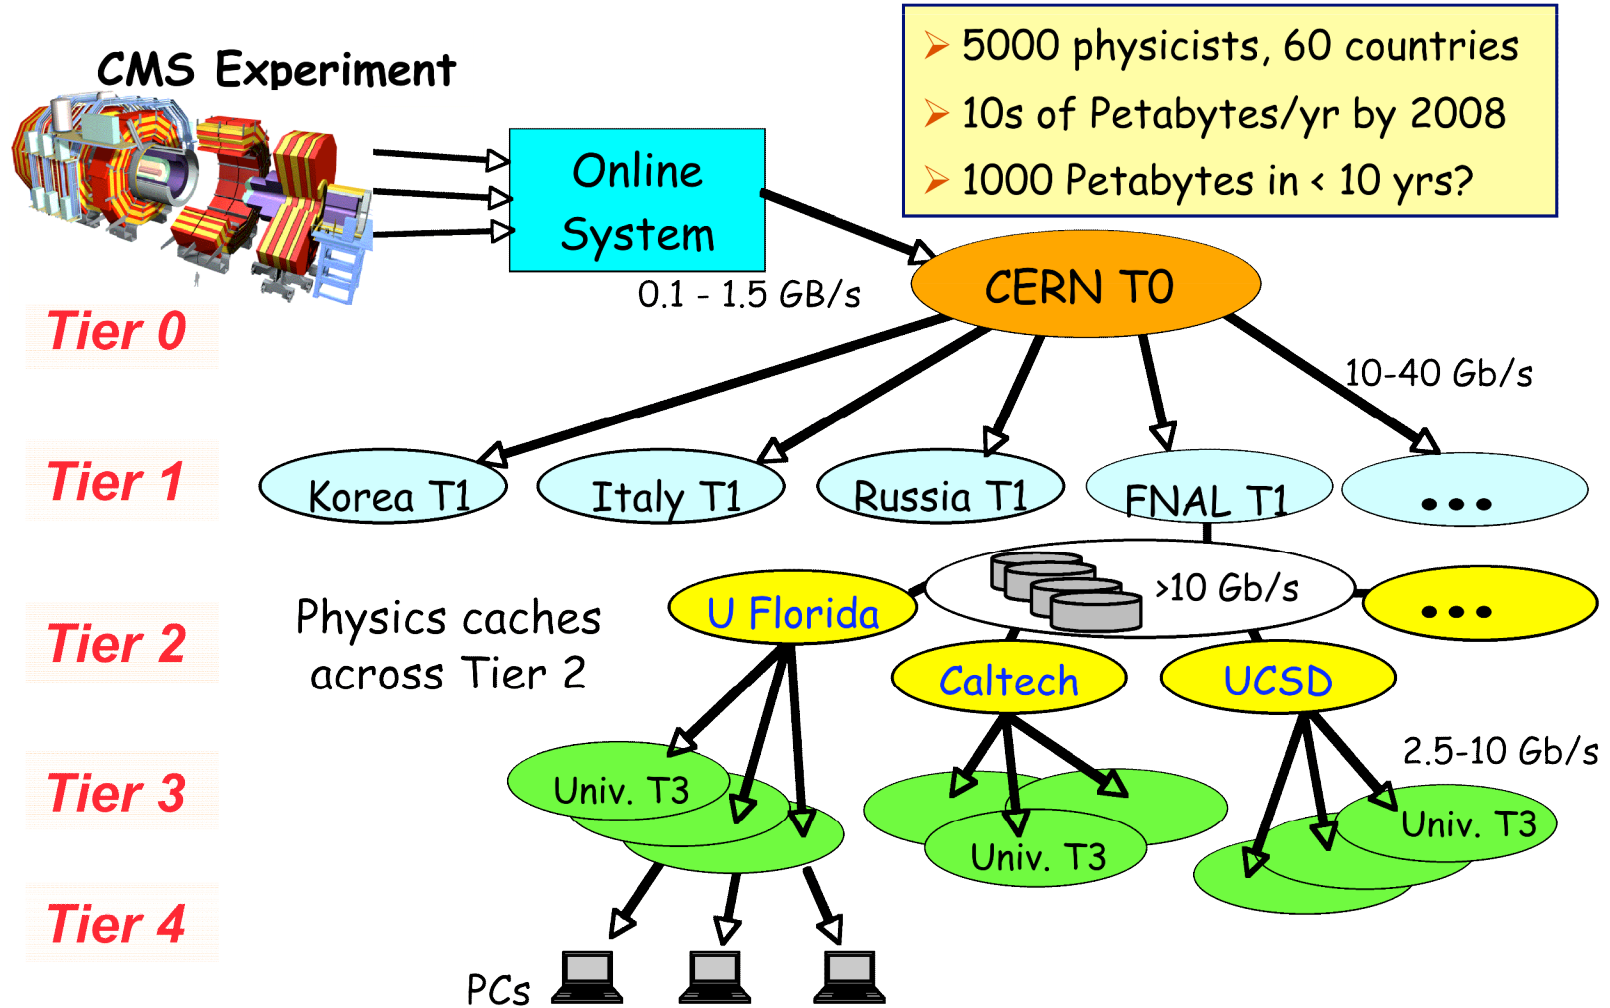 CMS Experiment
➢ 5000 physicists, 60 countries
➢ 10s of Petabytes/yr by 2008
➢ 1000 Petabytes in < 10 yrs?
Online
System
0.1 - 1.5 GB/s
CERN T0
Tier 0
10-40 Gb/s
Tier 1
Korea T1
Italy T1
Russia T1
FNAL T1
...
>10 Gb/s
Tier 2
Physics caches
across Tier 2
U Florida
...
Caltech
UCSD
2.5-10 Gb/s
Tier 3
Univ. T3
Univ. T3
Univ. T3
Tier 4
PCs